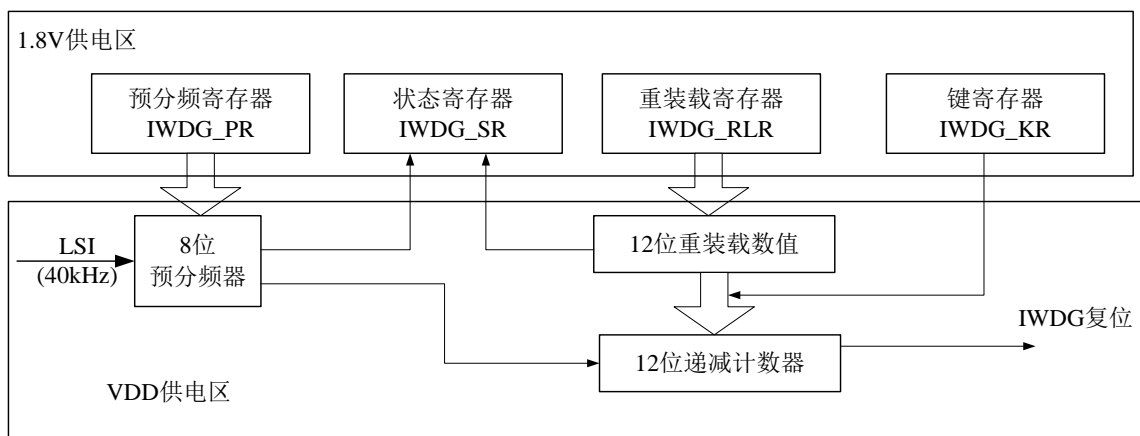 1.8V供电区
预分频寄存器
IWDG_PR
状态寄存器
IWDG_SR
重装载寄存器
IWDG_RLR
键寄存器
IWDG_KR
LSI
(40kHz)
8位
预分频器
12位重装载数值
IWDG复位
12位递减计数器
VDD供电区